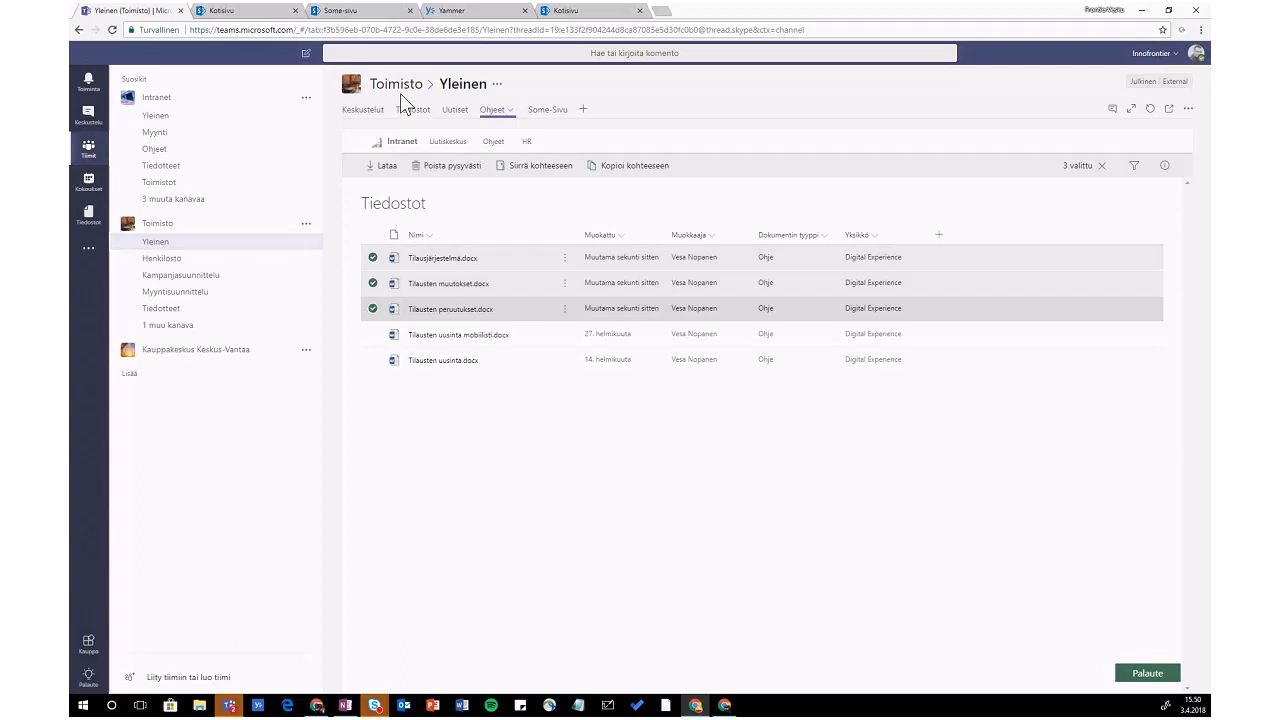 Yleinen (Toimisto) | Micr
Kotisivu
Some-sivu
Yammer
Kotisivu
FrontierVesku
Turvallinen
https://teams.microsoft.com/_#/tab:f3b596eb-070b-4722-9c0e-38de6de3e185/Yleinen?threadId=19:e133f2f904244d8ca87085e5d30fc0b0@thread.skype&ctx=channel
Hae tai kirjoita komento
Innofrontier
Toiminta
Keskustelu
Tiimit
Kokoukset
Tiedostot
Kauppa
Palaute
Suosikit
Intranet
Yleinen
Myynti
Ohjeet
Tiedotteet
Toimistot
3 muuta kanavaa
Toimisto
Yleinen
Henkilöstö
Kampanjasuunnittelu
Myyntisuunnittelu
Tiedotteet
1 muu kanava
Kauppakeskus Keskus-Vantaa
Lisää
Liity tiimiin tai luo tiimi
Toimisto > Yleinen
Julkinen | External
Keskustelut Tiedostot Uutiset Ohjeet Some-Sivu
Intranet Uutiskeskus Ohjeet HR
Lataa Poista pysyvästi Siirrä kohteeseen Kopioi kohteeseen 3 valittu
Tiedostot
Nimi Muokattu Muokkaaja Dokumentin tyyppi Yksikkö
Tilausjärjestelmä.docx Muutama sekunti sitten Vesa Nopanen Ohje Digital Experience
Tilausten muutokset.docx Muutama sekunti sitten Vesa Nopanen Ohje Digital Experience
Tilausten peruutukset.docx Muutama sekunti sitten Vesa Nopanen Ohje Digital Experience
Tilausten uusinta mobiilisti.docx 27. helmikuuta Vesa Nopanen Ohje Digital Experience
Tilausten uusinta.docx 14. helmikuuta Vesa Nopanen Ohje Digital Experience
Palaute
15.50
3.4.2018